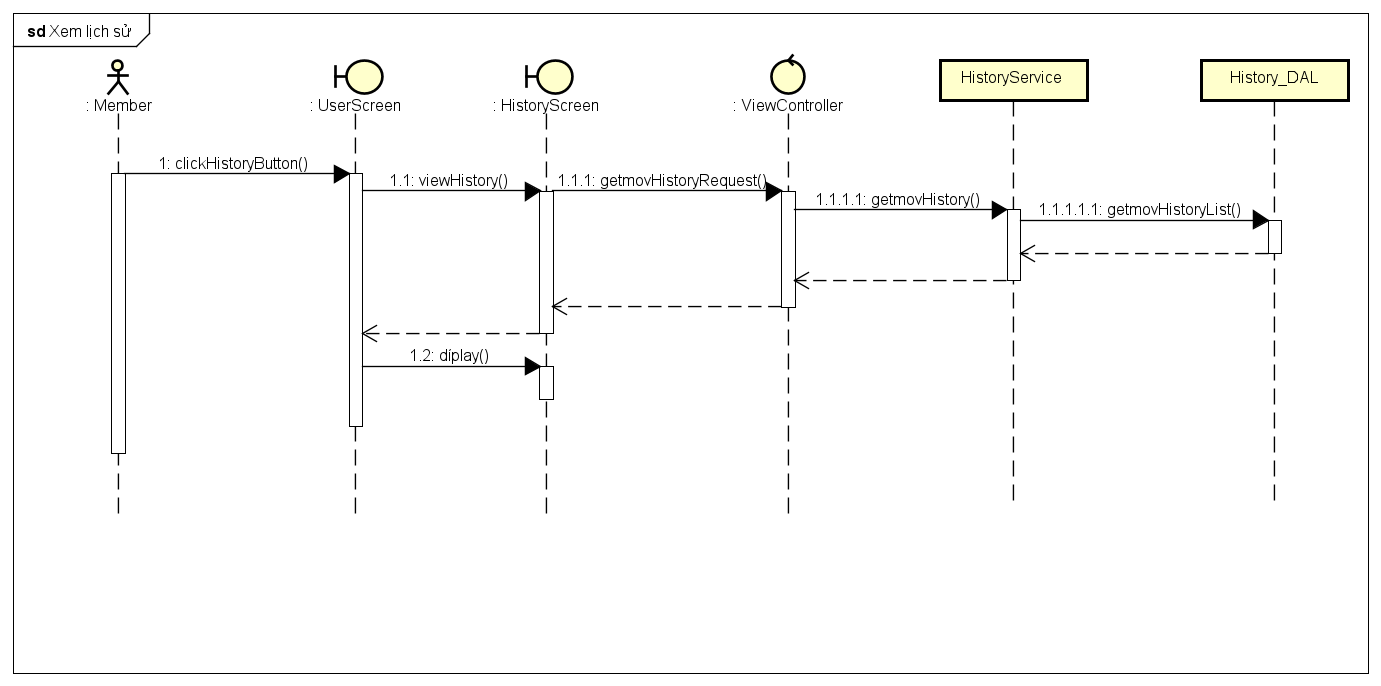 sd Xem lịch sử
: Member
: UserScreen
: HistoryScreen
: ViewController
HistoryService
History_DAL
1: clickHistoryButton()
1.1: viewHistory()
1.1.1: getmovHistoryRequest()
1.1.1.1: getmovHistory()
1.1.1.1.1: getmovHistoryList()
1.2: díplay()